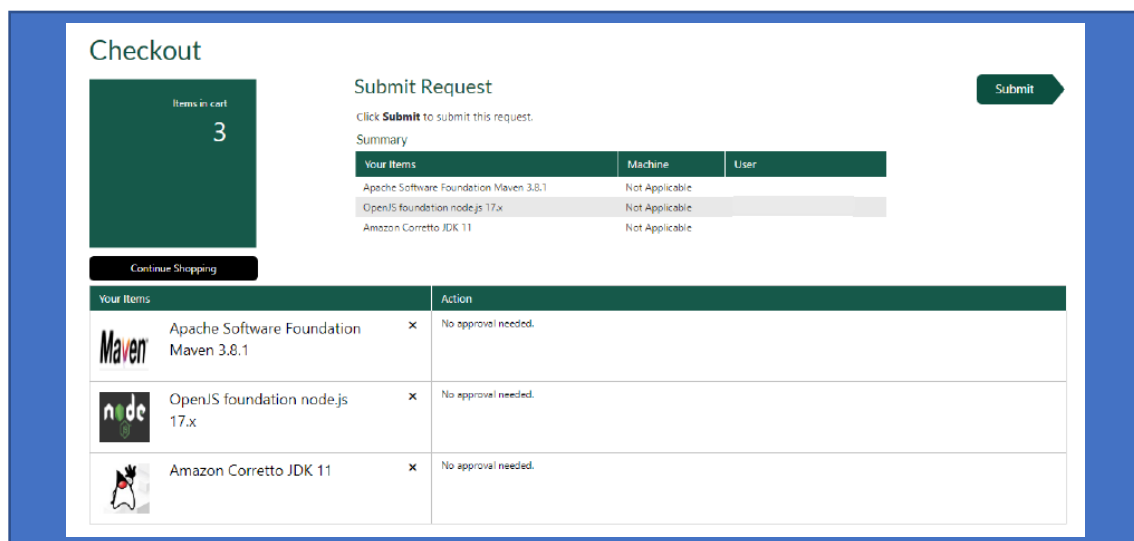 Checkout
Items in cart
3
Submit Request
Submit
Click Submit to submit this request.
Summary
Your Items Machine User
Apache Software Foundation Maven 3.8.1 Not Applicable
OpenJS foundation node.js 17.x Not Applicable
Amazon Corretto JDK 11 Not Applicable
Continue Shopping
Your Items Action
Maven
Apache Software Foundation
Maven 3.8.1
× No approval needed.
node
OpenJS foundation node.js
17.x
× No approval needed.
Amazon Corretto JDK 11 × No approval needed.